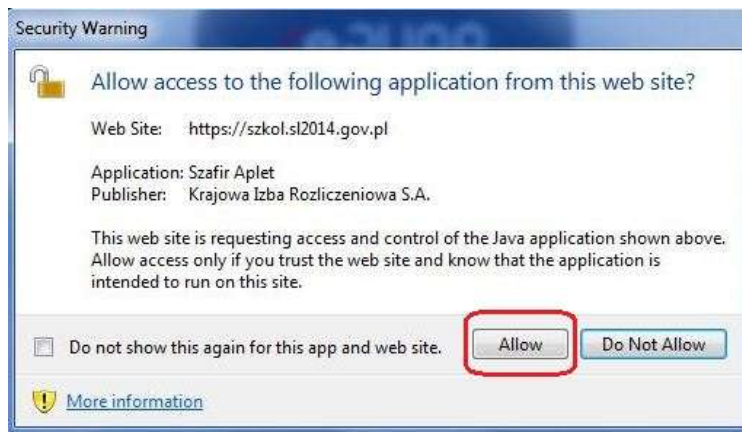 Security Warning
Allow access to the following application from this web site?
Web Site: https://szkol.sl2014.gov.pl
Application: Szafir Aplet
Publisher: Krajowa Izba Rozliczeniowa S.A.
This web site is requesting access and control of the Java application shown above.
Allow access only if you trust the web site and know that the application is
intended to run on this site.
Do not show this again for this app and web site. Allow Do Not Allow
More information